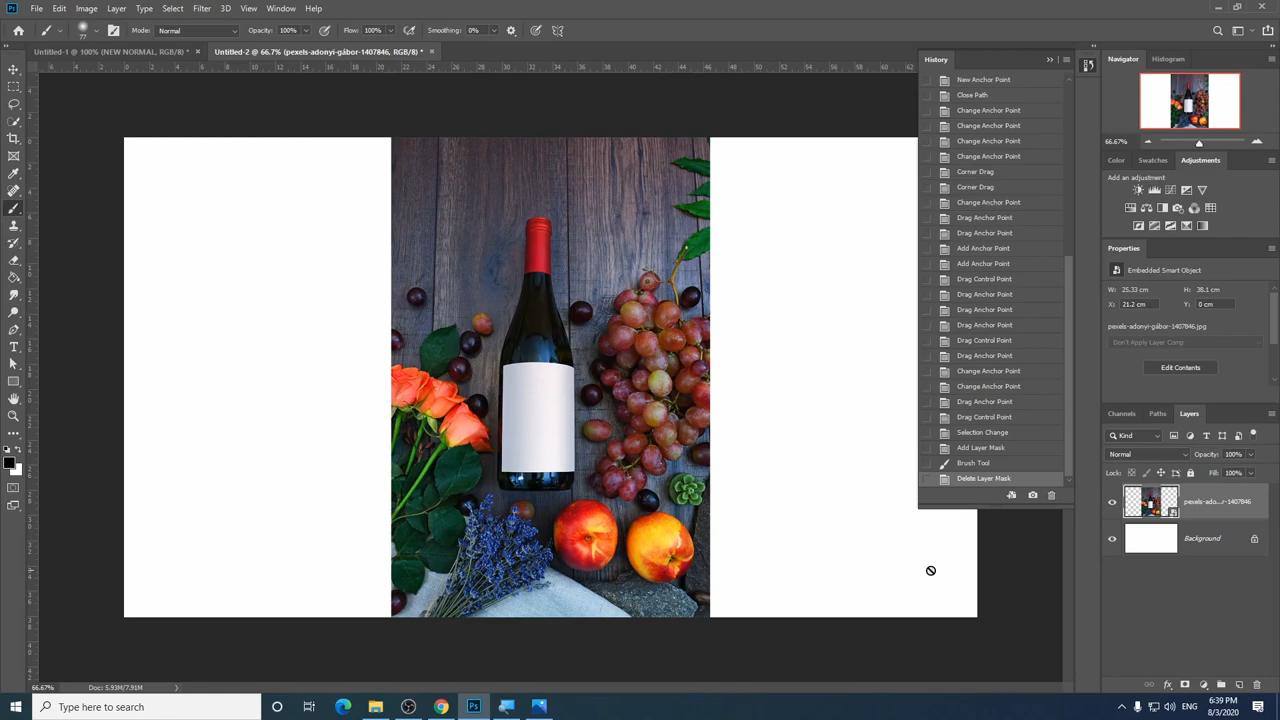 Ps File Edit Image Layer Type Select Filter 3D View Window Help
77 Mode: Normal Opacity: 100% Flow: 100% Smoothing: 0%
Untitled-1 @ 100% (NEW NORMAL, RGB/8) * × Untitled-2 @ 66.7% (pexels-adonyi-gábor-1407846, RGB/8) * ×
History
New Anchor Point
Close Path
Change Anchor Point
Change Anchor Point
Change Anchor Point
Change Anchor Point
Corner Drag
Corner Drag
Change Anchor Point
Drag Anchor Point
Drag Anchor Point
Add Anchor Point
Add Anchor Point
Drag Control Point
Drag Anchor Point
Drag Anchor Point
Drag Anchor Point
Drag Control Point
Drag Anchor Point
Change Anchor Point
Change Anchor Point
Drag Anchor Point
Drag Control Point
Selection Change
Add Layer Mask
Brush Tool
Delete Layer Mask
Navigator Histogram
66.67%
Color Swatches Adjustments
Add an adjustment
Properties
Embedded Smart Object
W: 25.33 cm H: 38.1 cm
X: 21.2 cm Y: 0 cm
pexels-adonyi-gábor-1407846.jpg
Don't Apply Layer Comp
Edit Contents
Channels Paths Layers
Kind
Normal Opacity: 100%
Lock: Fill: 100%
pexels-ado...r-1407846
Background
66.67% Doc: 5.93M/7.91M
Type here to search
ENG
6:39 PM
8/3/2020